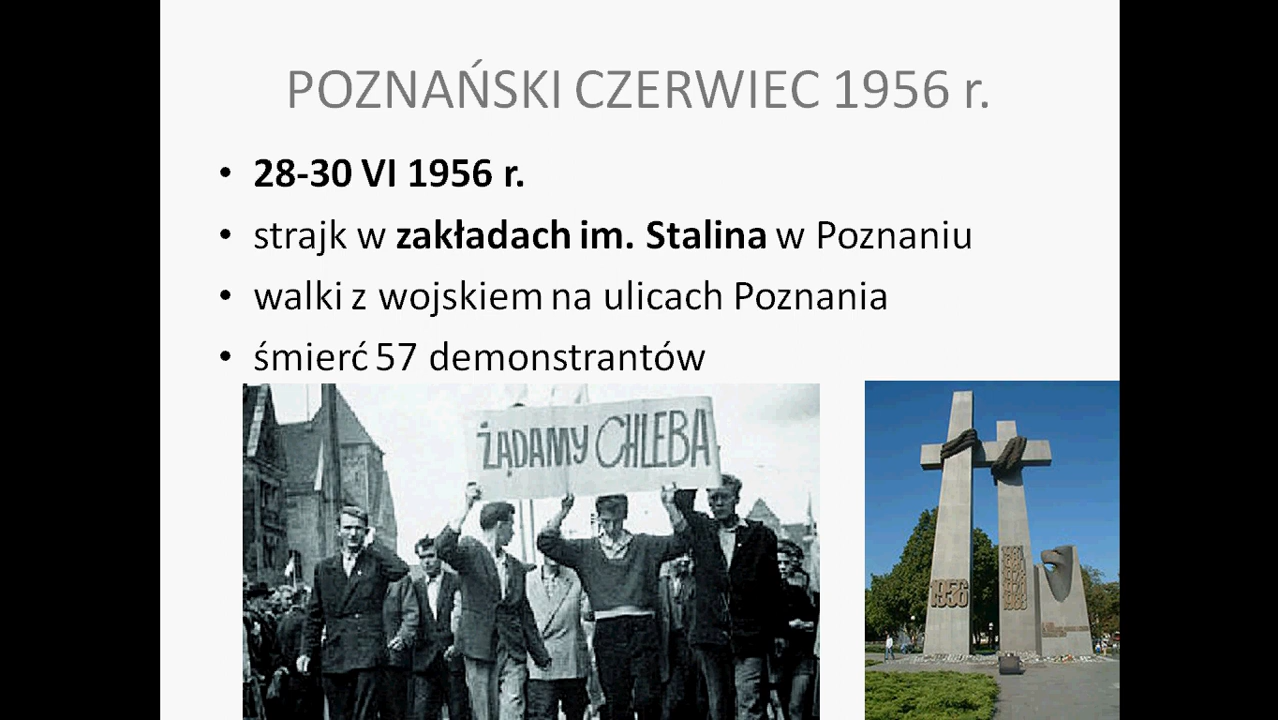 POZNAŃSKI CZERWIEC 1956 r.
• 28-30 VI 1956 r.
• strajk w zakładach im. Stalina w Poznaniu
• walki z wojskiem na ulicach Poznania
• śmierć 57 demonstrantów
ŻĄDAMY CHLEBA
1956